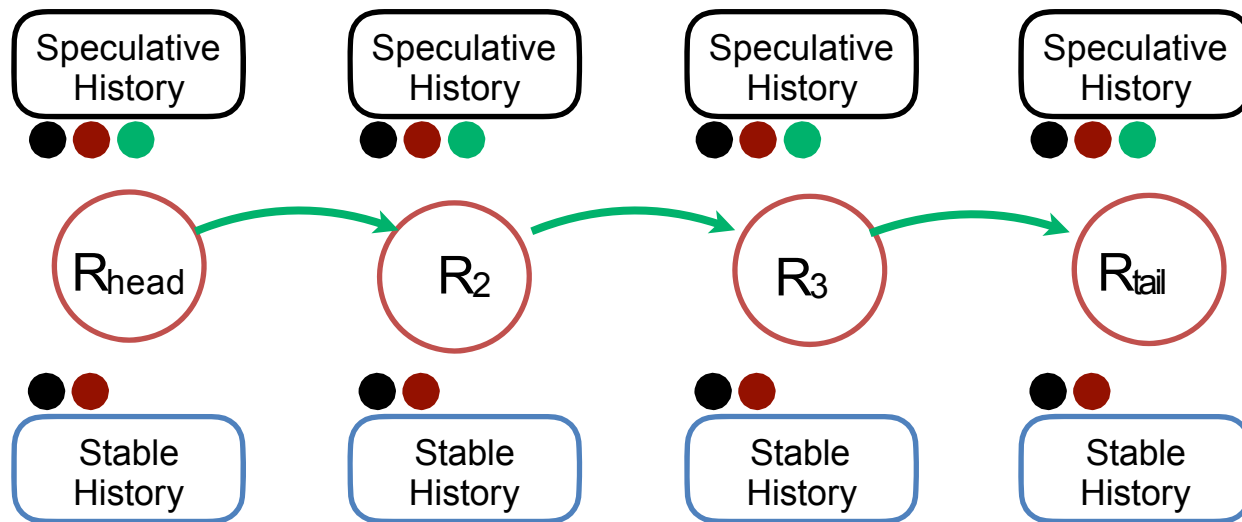 Speculative
History
Speculative
History
Speculative
History
Speculative
History
Rhead
R2
R3
Rtail
Stable
History
Stable
History
Stable
History
Stable
History